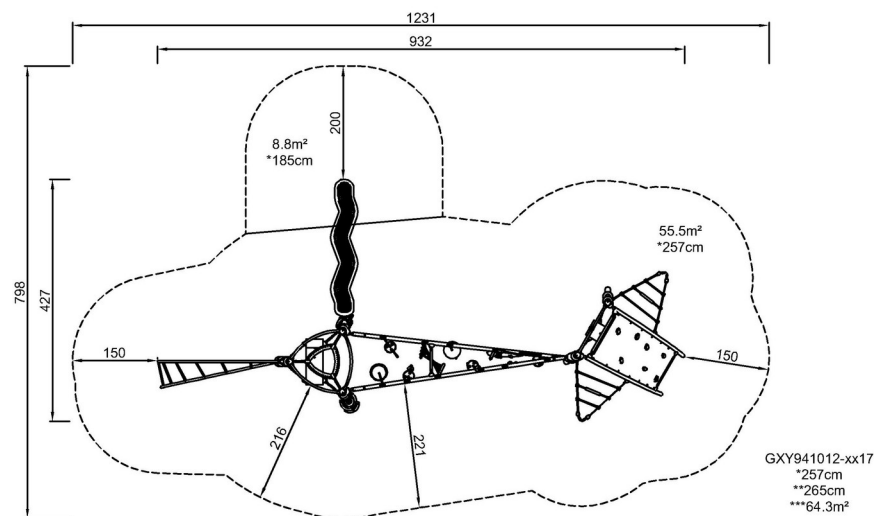 1231
932
200
8.8m²
*185cm
55.5m²
*257cm
798
427
150
150
216
221
GXY941012-xx17
*257cm
**265cm
***64.3m²